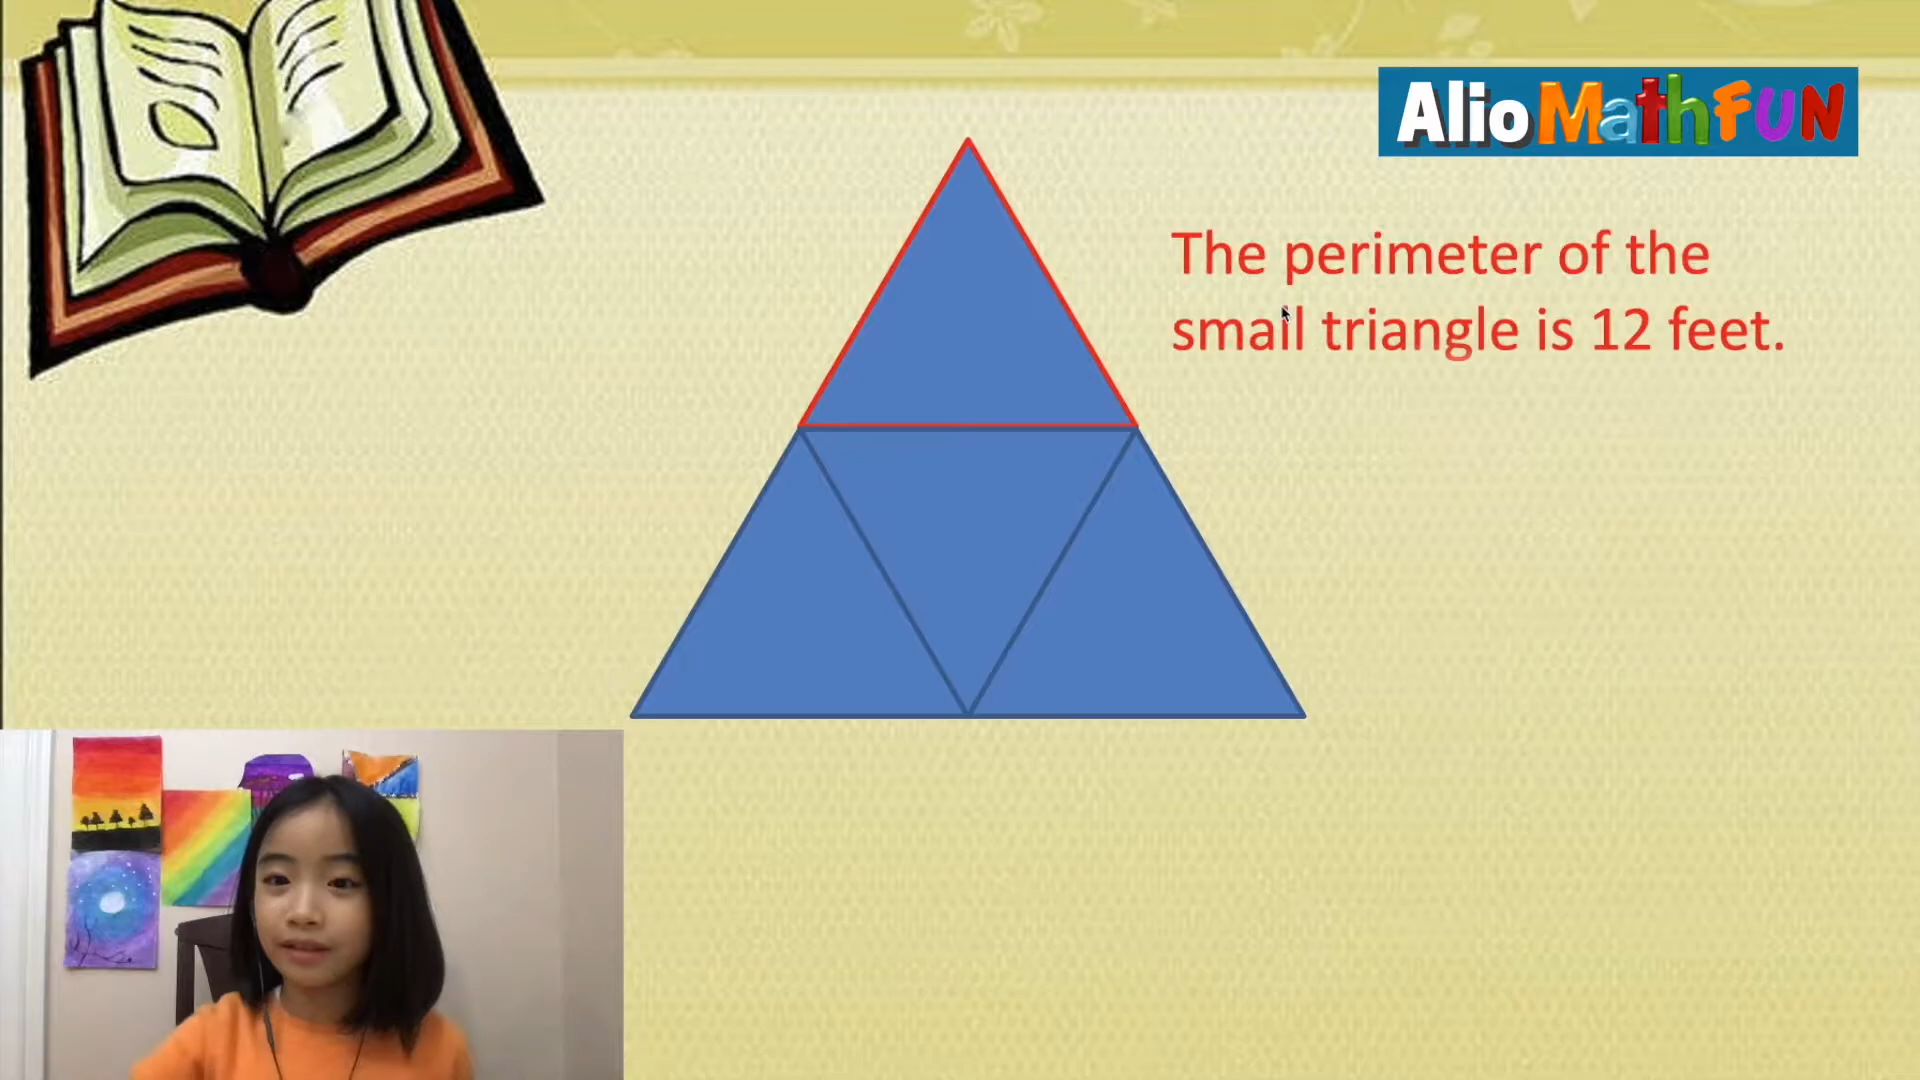 AlioMathFUN
The perimeter of the
small triangle is 12 feet.